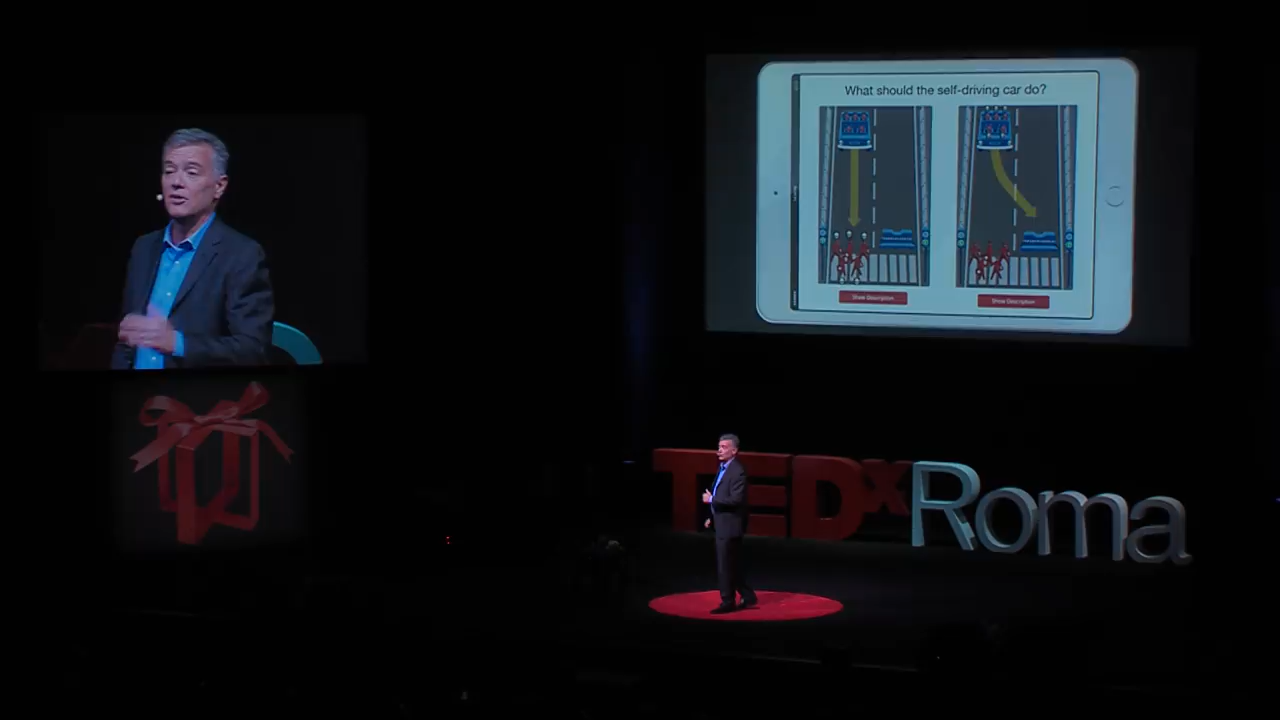 What should the self-driving car do?
Show Description
Show Description
TEDxRoma